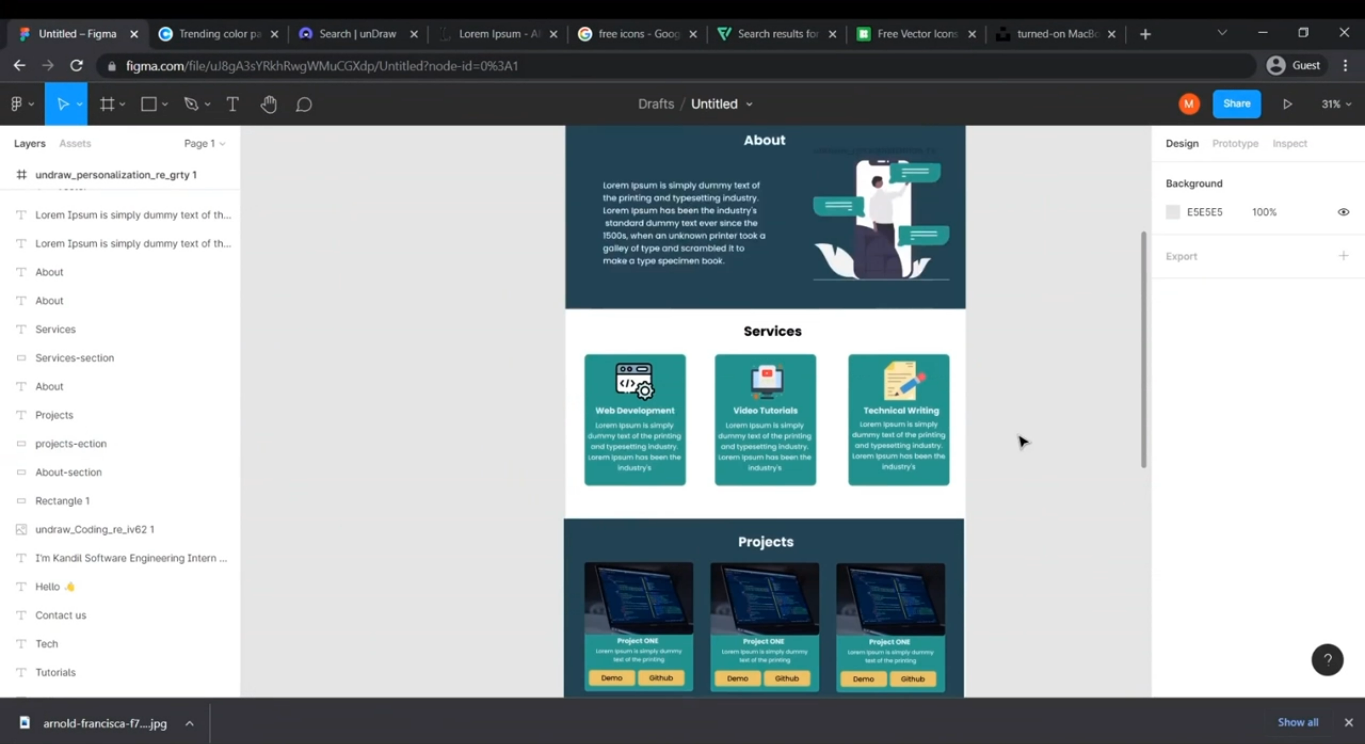 Untitled – Figma
Trending color pa
Search | unDraw
Lorem Ipsum - Al
free icons - Goog
Search results for
Free Vector Icons
turned-on MacBo
figma.com/file/uJ8gA3sYRkhRwgWMuCGXdp/Untitled?node-id=0%3A1
Guest
Drafts / Untitled
M
Share
31%
Layers
Assets
Page 1
undraw_personalization_re_grty 1
Lorem Ipsum is simply dummy text of th...
Lorem Ipsum is simply dummy text of th...
About
About
Services
Services-section
About
Projects
projects-ection
About-section
Rectangle 1
undraw_Coding_re_iv62 1
I'm Kandil Software Engineering Intern ...
Hello 👋
Contact us
Tech
Tutorials
About
Lorem Ipsum is simply dummy text of
the printing and typesetting industry.
Lorem Ipsum has been the industry's
standard dummy text ever since the
1500s, when an unknown printer took a
galley of type and scrambled it to
make a type specimen book.
Services
Web Development
Lorem Ipsum is simply
dummy text of the printing
and typesetting industry.
Lorem Ipsum has been the
industry's
Video Tutorials
Lorem Ipsum is simply
dummy text of the printing
and typesetting industry.
Lorem Ipsum has been the
industry's
Technical Writing
Lorem Ipsum is simply
dummy text of the printing
and typesetting industry.
Lorem Ipsum has been the
industry's
Projects
Project ONE
Lorem Ipsum is simply dummy
text of the printing
Demo
Github
Project ONE
Lorem Ipsum is simply dummy
text of the printing
Demo
Github
Project ONE
Lorem Ipsum is simply dummy
text of the printing
Demo
Github
Design
Prototype
Inspect
Background
E5E5E5
100%
Export
?
arnold-francisca-f7....jpg
Show all